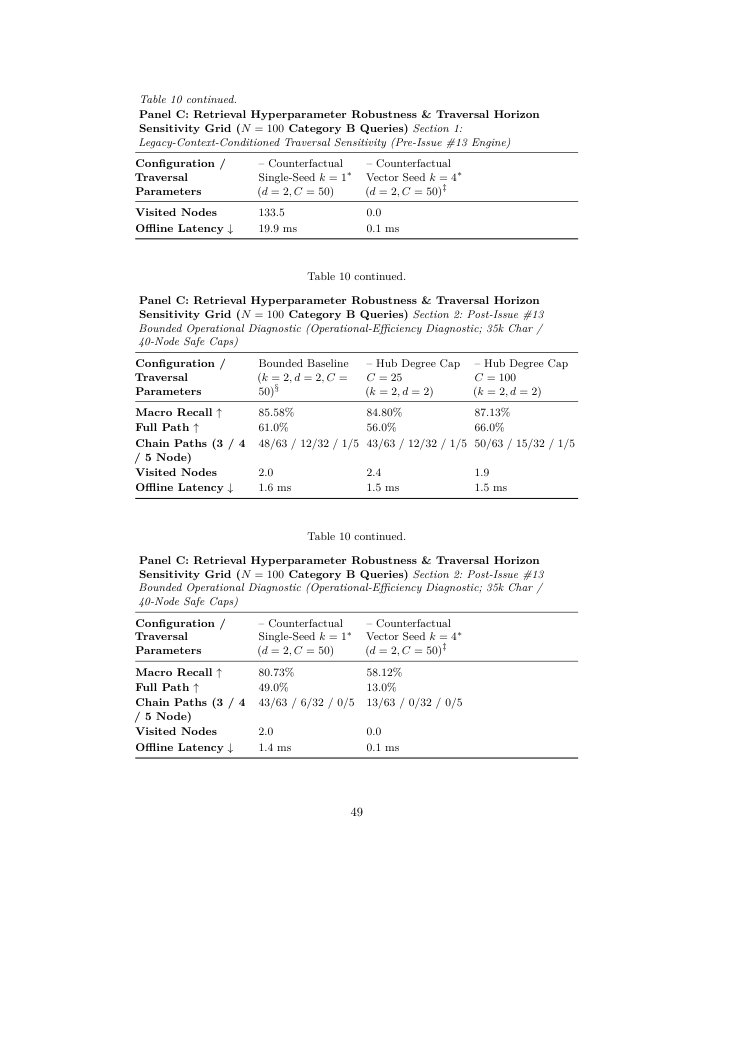 Table 10 continued.
Panel C: Retrieval Hyperparameter Robustness & Traversal Horizon
Sensitivity Grid (N = 100 Category B Queries) Section 1:
Legacy-Context-Conditioned Traversal Sensitivity (Pre-Issue #13 Engine)
Configuration / – Counterfactual – Counterfactual
Traversal Single-Seed k = 1* Vector Seed k = 4*
Parameters (d = 2, C = 50) (d = 2, C = 50)‡
Visited Nodes 133.5 0.0
Offline Latency ↓ 19.9 ms 0.1 ms
Table 10 continued.
Panel C: Retrieval Hyperparameter Robustness & Traversal Horizon
Sensitivity Grid (N = 100 Category B Queries) Section 2: Post-Issue #13
Bounded Operational Diagnostic (Operational-Efficiency Diagnostic; 35k Char /
40-Node Safe Caps)
Configuration / Bounded Baseline – Hub Degree Cap – Hub Degree Cap
Traversal (k = 2, d = 2, C = C = 25 C = 100
Parameters 50)§ (k = 2, d = 2) (k = 2, d = 2)
Macro Recall ↑ 85.58% 84.80% 87.13%
Full Path ↑ 61.0% 56.0% 66.0%
Chain Paths (3 / 4 48/63 / 12/32 / 1/5 43/63 / 12/32 / 1/5 50/63 / 15/32 / 1/5
/ 5 Node)
Visited Nodes 2.0 2.4 1.9
Offline Latency ↓ 1.6 ms 1.5 ms 1.5 ms
Table 10 continued.
Panel C: Retrieval Hyperparameter Robustness & Traversal Horizon
Sensitivity Grid (N = 100 Category B Queries) Section 2: Post-Issue #13
Bounded Operational Diagnostic (Operational-Efficiency Diagnostic; 35k Char /
40-Node Safe Caps)
Configuration / – Counterfactual – Counterfactual
Traversal Single-Seed k = 1* Vector Seed k = 4*
Parameters (d = 2, C = 50) (d = 2, C = 50)‡
Macro Recall ↑ 80.73% 58.12%
Full Path ↑ 49.0% 13.0%
Chain Paths (3 / 4 43/63 / 6/32 / 0/5 13/63 / 0/32 / 0/5
/ 5 Node)
Visited Nodes 2.0 0.0
Offline Latency ↓ 1.4 ms 0.1 ms
49